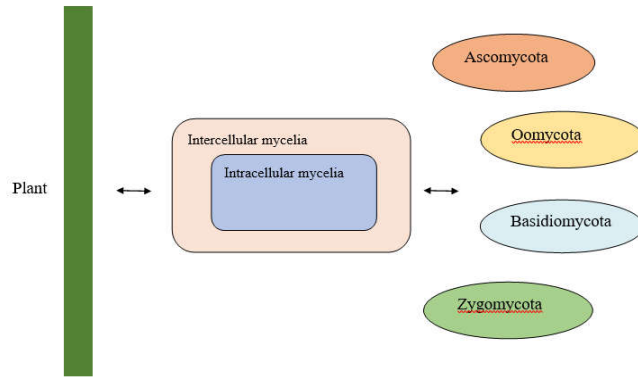 Ascomycota
Oomycota
Intercellular mycelia
Intracellular mycelia
Plant
Basidiomycota
Zygomycota